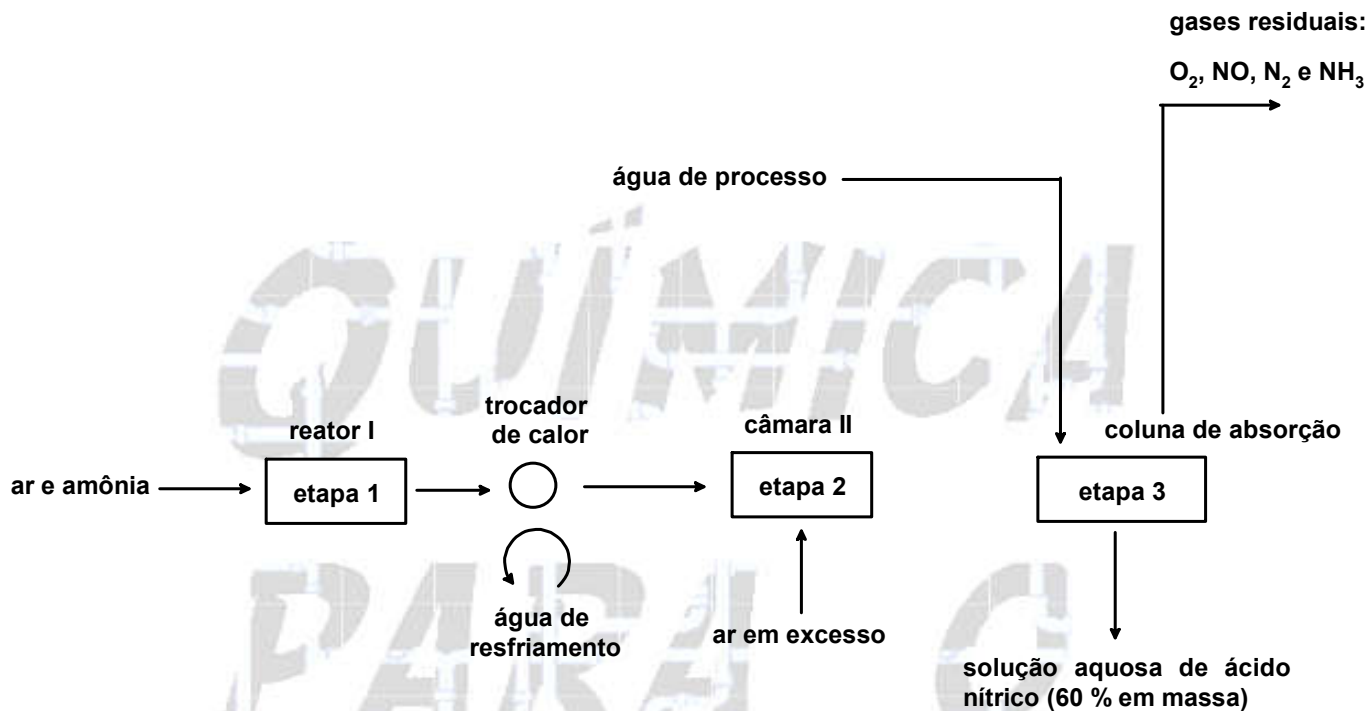 gases residuais:
O₂, NO, N₂ e NH₃
água de processo
QUÍMICA
trocador
de calor
reator I
câmara II
coluna de absorção
ar e amônia
etapa 1
etapa 2
etapa 3
água de
resfriamento
ar em excesso
PARA O
solução aquosa de ácido
nítrico (60 % em massa)